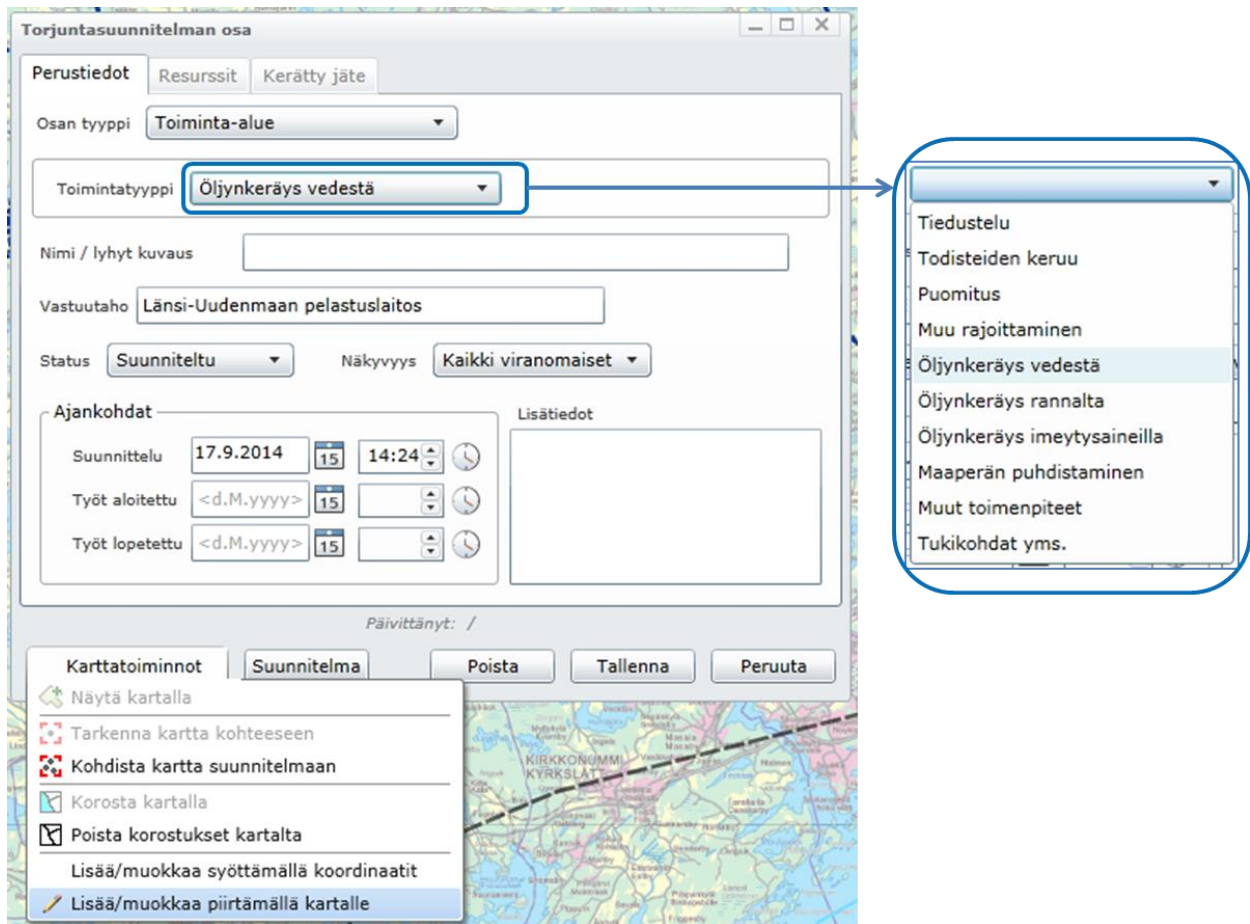 Torjuntasuunnitelman osa
Perustiedot Resurssit Kerätty jäte
Osan tyyppi Toiminta-alue
Toimintatyyppi Öljynkeräys vedestä
Nimi / lyhyt kuvaus
Vastuutaho Länsi-Uudenmaan pelastuslaitos
Status Suunniteltu Näkyvyys Kaikki viranomaiset
Ajankohdat Lisätiedot
Suunnittelu 17.9.2014 15 14:24
Työt aloitettu <d.M.yyyy> 15
Työt lopetettu <d.M.yyyy> 15
Päivittänyt: /
Karttatoiminnot Suunnitelma Poista Tallenna Peruuta
Näytä kartalla
Tarkenna kartta kohteeseen
Kohdista kartta suunnitelmaan
Korosta kartalla
Poista korostukset kartalta
Lisää/muokkaa syöttämällä koordinaatit
Lisää/muokkaa piirtämällä kartalle
Tiedustelu
Todisteiden keruu
Puomitus
Muu rajoittaminen
Öljynkeräys vedestä
Öljynkeräys rannalta
Öljynkeräys imeytysaineilla
Maaperän puhdistaminen
Muut toimenpiteet
Tukikohdat yms.
KIRKKONUMMI
KYRKSLÄTT
Masala
Masaby